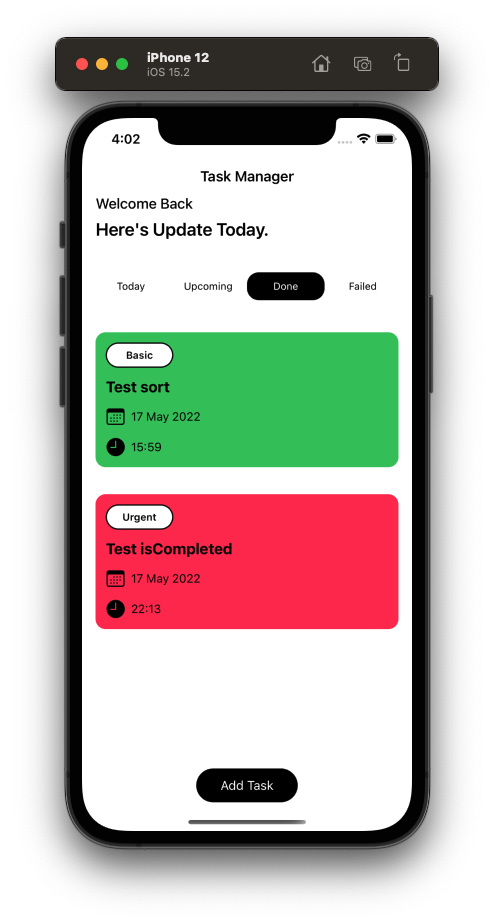 iPhone 12
iOS 15.2
4:02
Task Manager
Welcome Back
Here's Update Today.
Today Upcoming Done Failed
Basic
Test sort
17 May 2022
15:59
Urgent
Test isCompleted
17 May 2022
22:13
Add Task